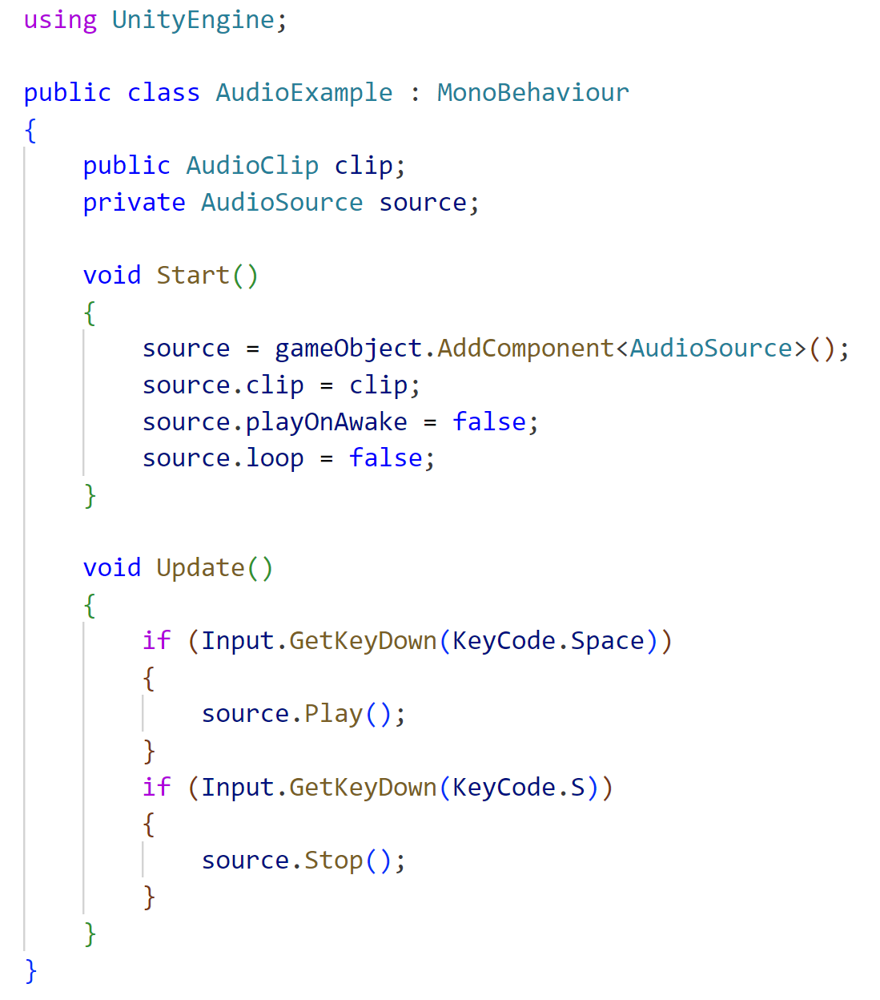 using UnityEngine;

public class AudioExample : MonoBehaviour
{
    public AudioClip clip;
    private AudioSource source;

    void Start()
    {
        source = gameObject.AddComponent<AudioSource>();
        source.clip = clip;
        source.playOnAwake = false;
        source.loop = false;
    }

    void Update()
    {
        if (Input.GetKeyDown(KeyCode.Space))
        {
            source.Play();
        }
        if (Input.GetKeyDown(KeyCode.S))
        {
            source.Stop();
        }
    }
}